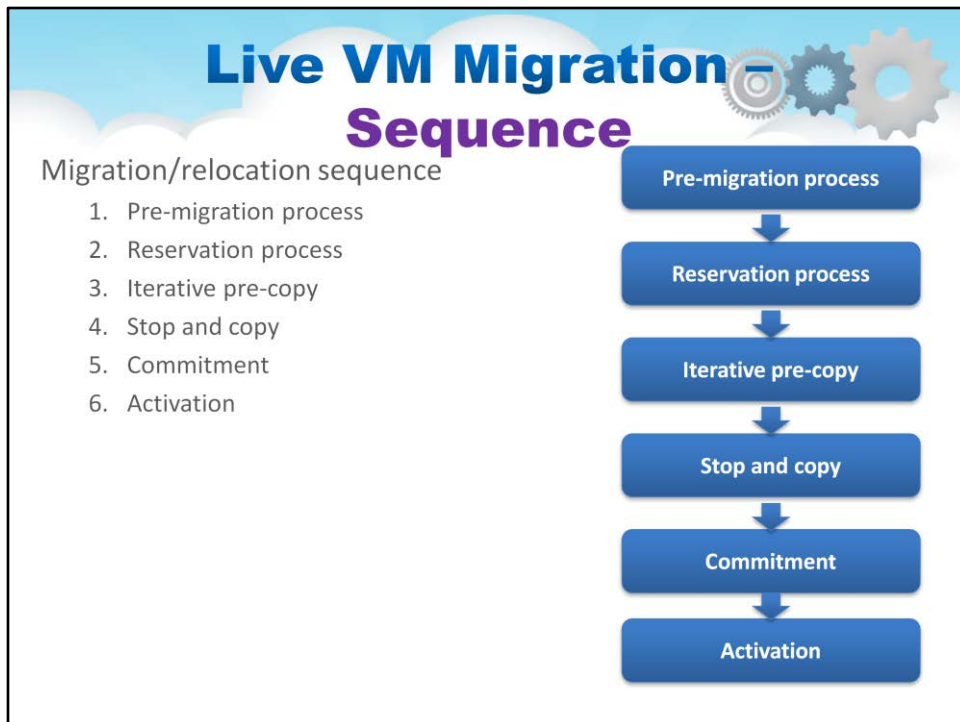 Live VM Migration –
Sequence
Migration/relocation sequence
1. Pre-migration process
2. Reservation process
3. Iterative pre-copy
4. Stop and copy
5. Commitment
6. Activation
Pre-migration process
Reservation process
Iterative pre-copy
Stop and copy
Commitment
Activation